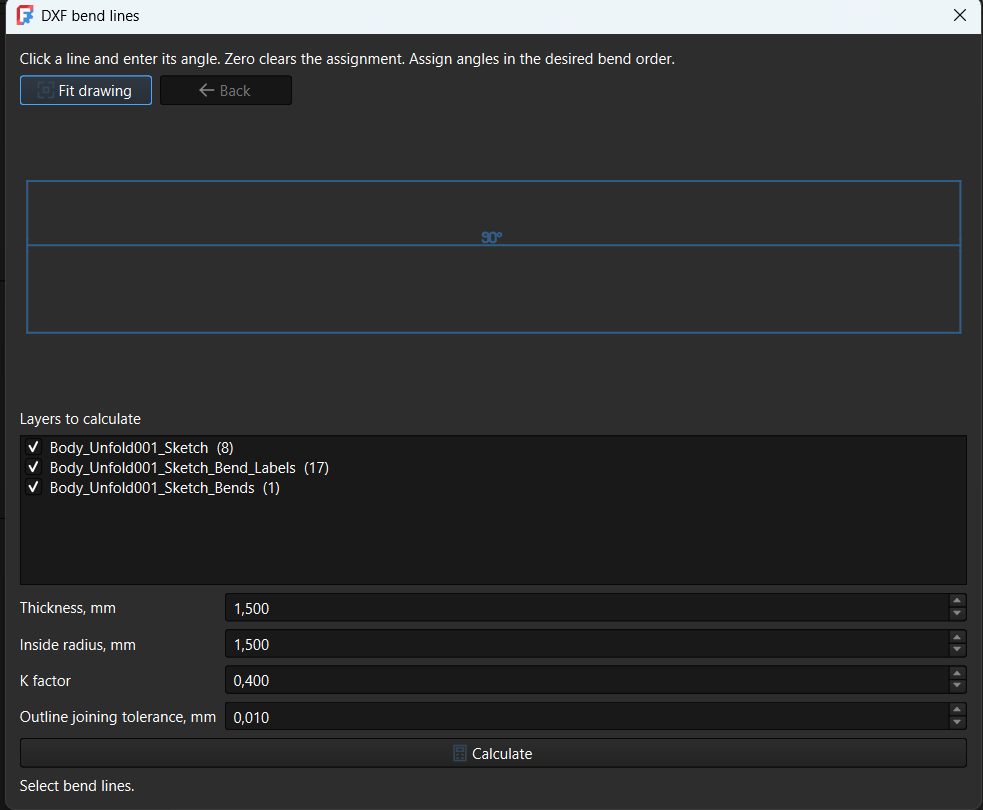 DXF bend lines
Click a line and enter its angle. Zero clears the assignment. Assign angles in the desired bend order.
Fit drawing
Back
90°
Layers to calculate
Body_Unfold001_Sketch (8)
Body_Unfold001_Sketch_Bend_Labels (17)
Body_Unfold001_Sketch_Bends (1)
Thickness, mm 1,500
Inside radius, mm 1,500
K factor 0,400
Outline joining tolerance, mm 0,010
Calculate
Select bend lines.